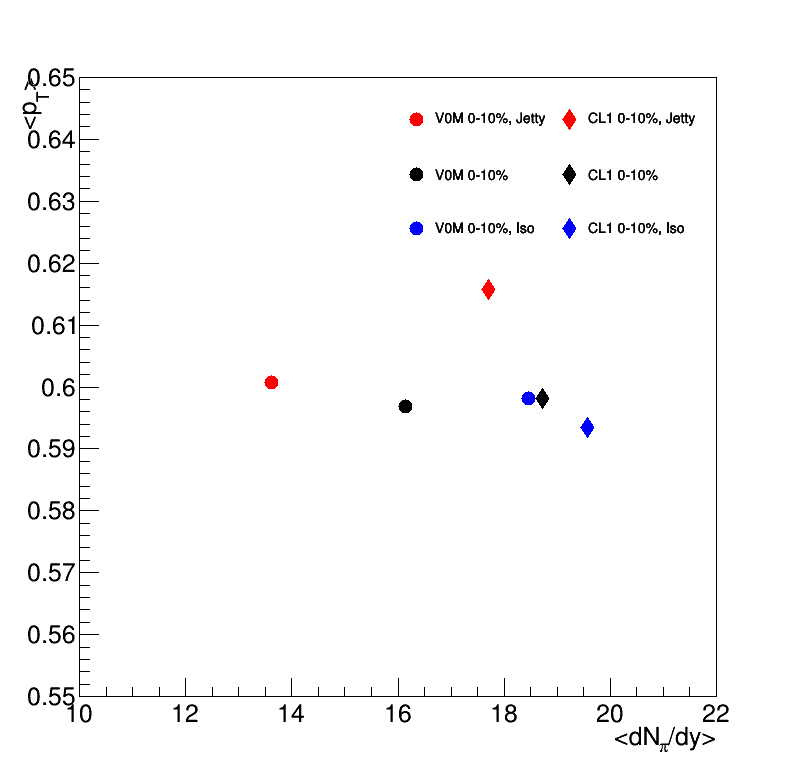 <p_T>
0.65
0.64
0.63
0.62
0.61
0.6
0.59
0.58
0.57
0.56
0.55
V0M 0-10%, Jetty CL1 0-10%, Jetty
V0M 0-10% CL1 0-10%
V0M 0-10%, Iso CL1 0-10%, Iso
10 12 14 16 18 20 22
<dN_π/dy>